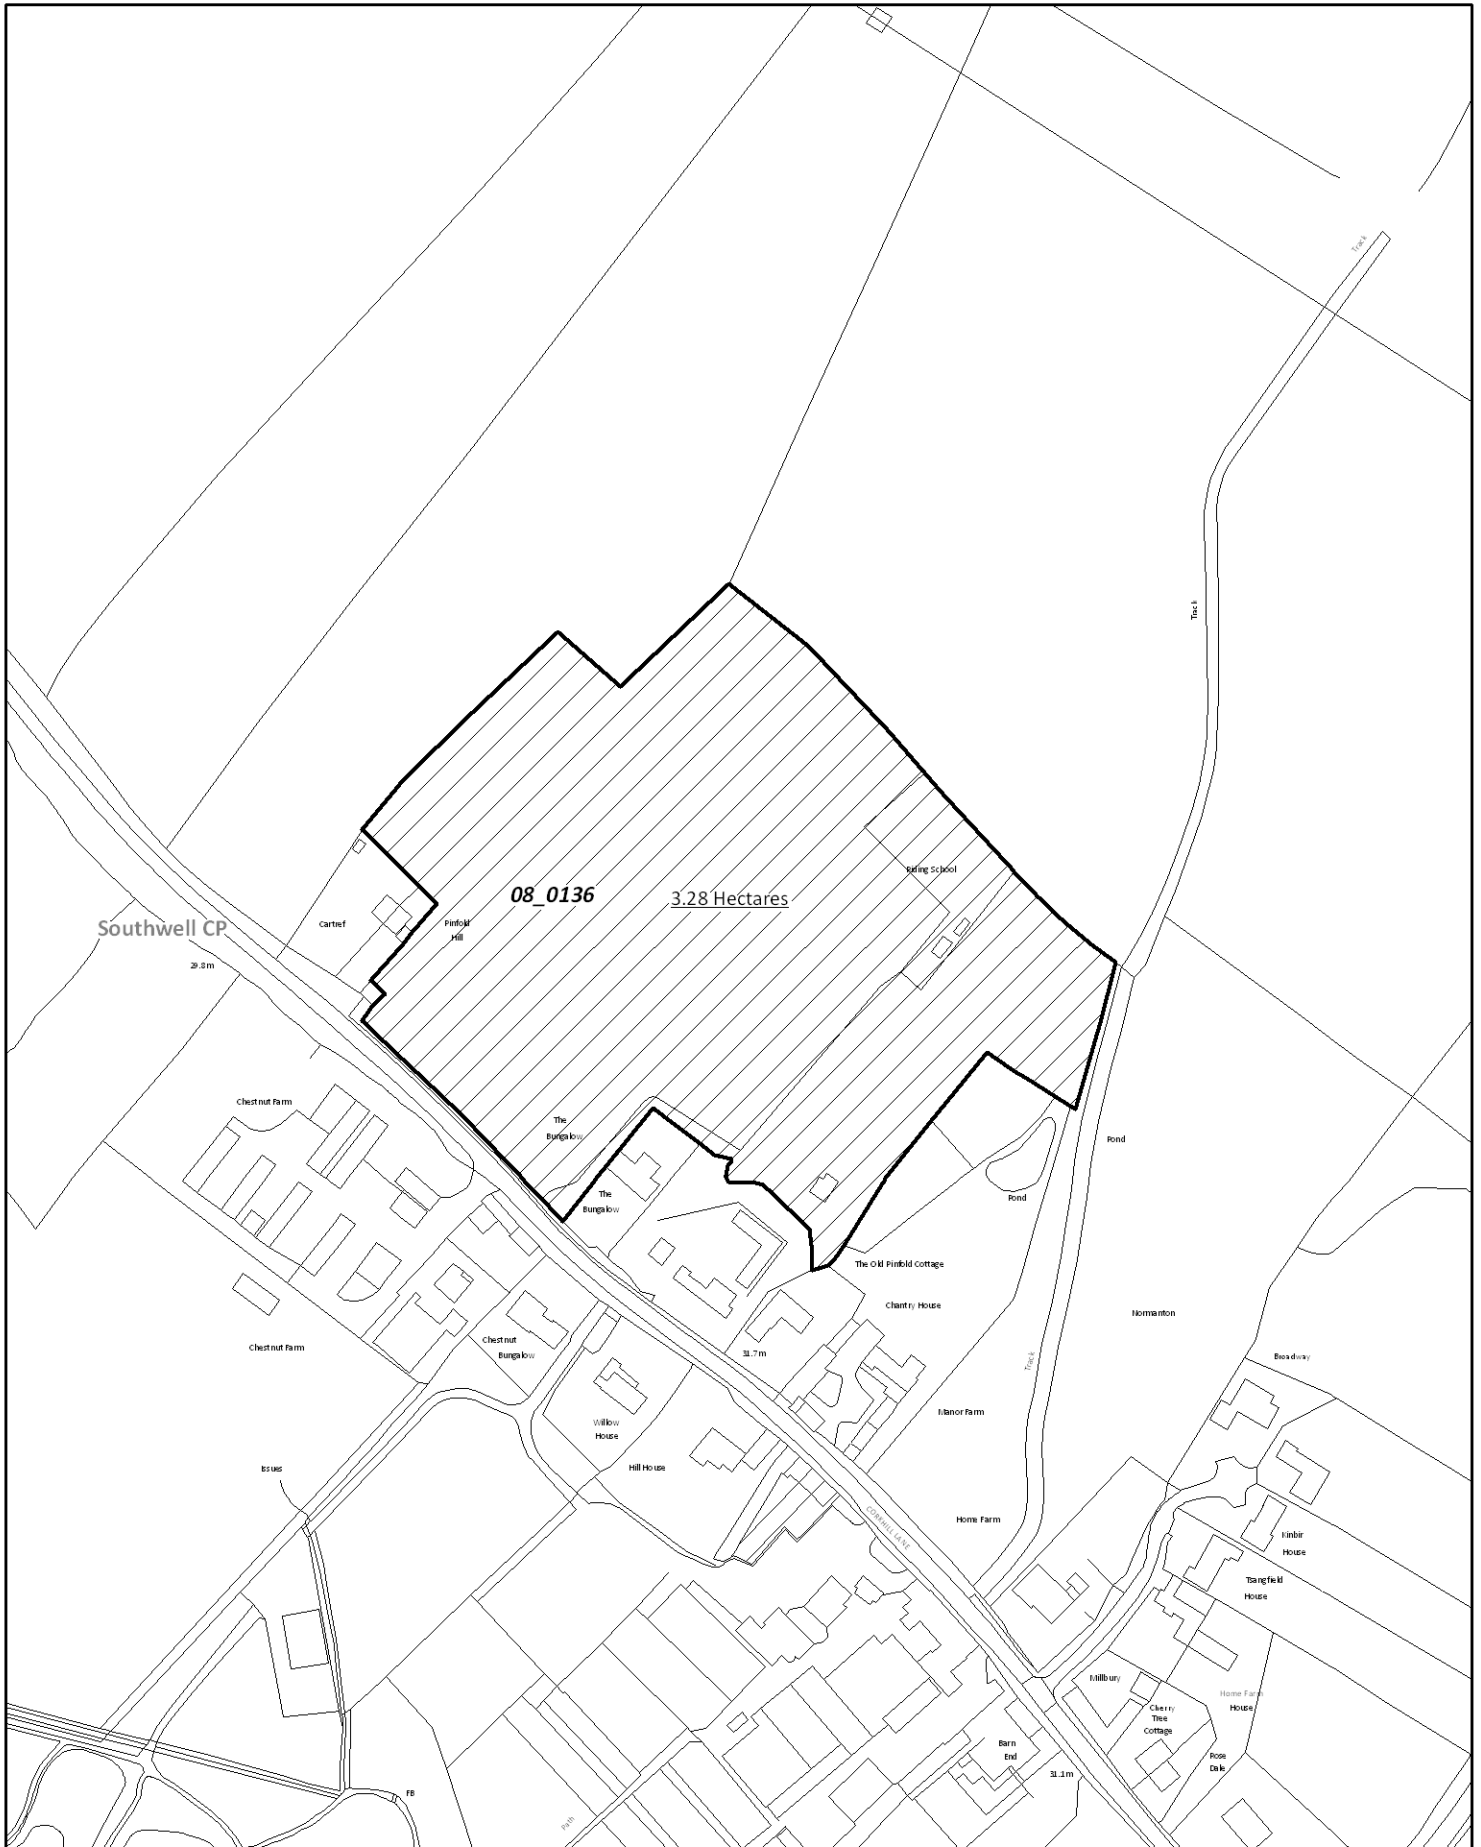 Track
Track
Riding School
08_0136
3.28 Hectares
Cartref
Pinfold
Hill
Southwell CP
29.8m
Chestnut Farm
The
Bungalow
Pond
The
Bungalow
Pond
The Old Pinfold Cottage
Chantry House
Normanton
Chestnut
Bungalow
Chestnut Farm
31.7m
Track
Broadway
Manor Farm
Willow
House
Hill House
Issues
CORKHILL LANE
Home Farm
Kinbir
House
Tsangfield
House
Millbury
Home Farm
House
Cherry
Tree
Cottage
Barn
End
Rose
Dale
31.1m
FB
Path